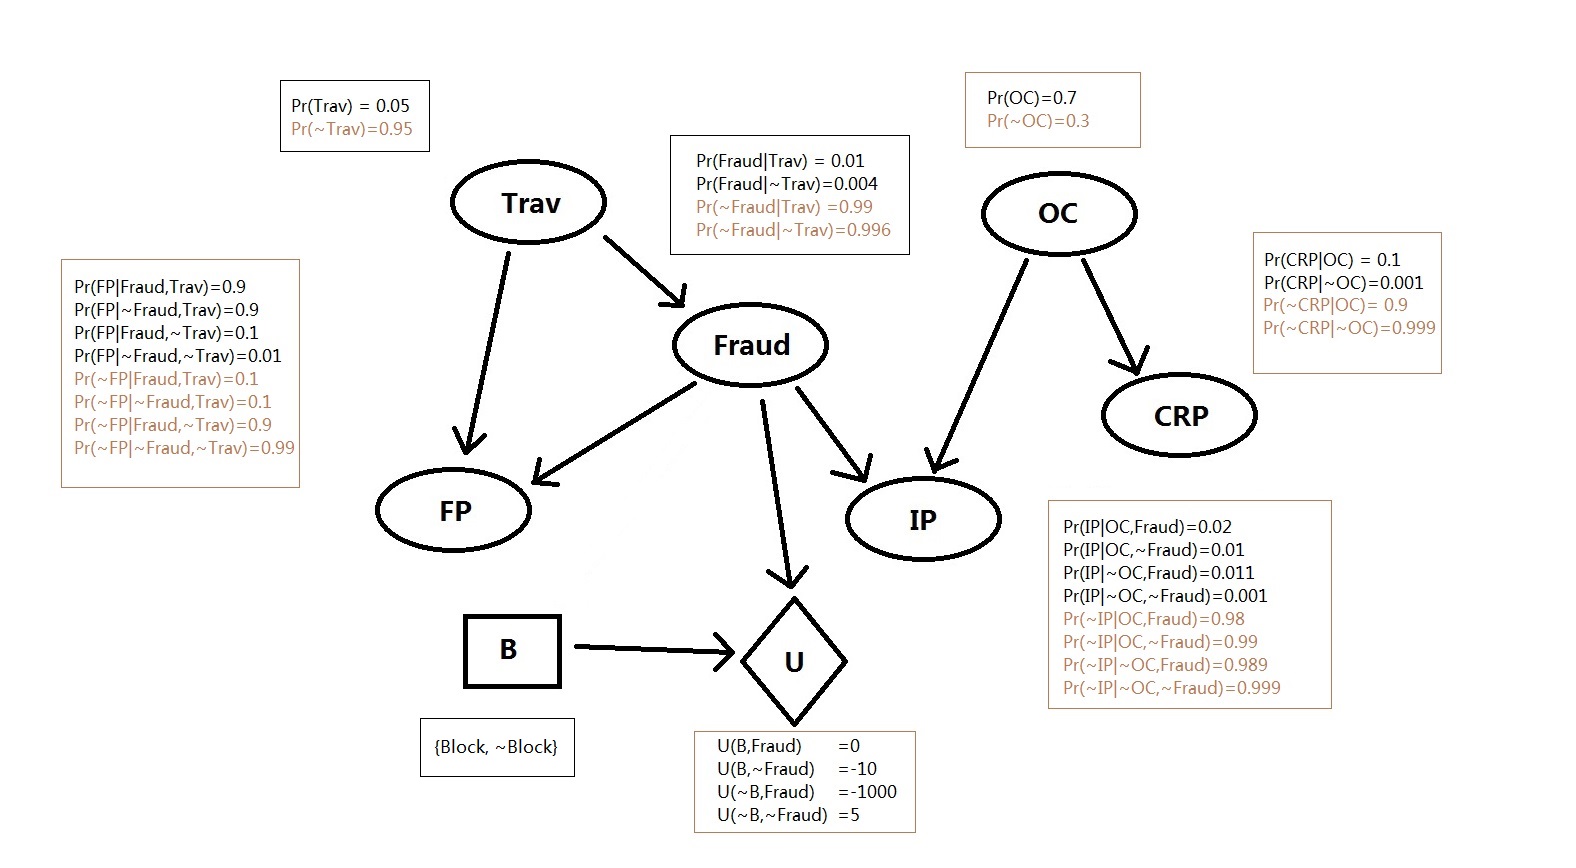 Pr(Trav) = 0.05
Pr(~Trav)=0.95
Pr(OC)=0.7
Pr(~OC)=0.3
Pr(Fraud|Trav) = 0.01
Pr(Fraud|~Trav)=0.004
Pr(~Fraud|Trav) =0.99
Pr(~Fraud|~Trav)=0.996
Trav
OC
Pr(CRP|OC) = 0.1
Pr(CRP|~OC)=0.001
Pr(~CRP|OC)= 0.9
Pr(~CRP|~OC)=0.999
Pr(FP|Fraud,Trav)=0.9
Pr(FP|~Fraud,Trav)=0.9
Pr(FP|Fraud,~Trav)=0.1
Pr(FP|~Fraud,~Trav)=0.01
Pr(~FP|Fraud,Trav)=0.1
Pr(~FP|~Fraud,Trav)=0.1
Pr(~FP|Fraud,~Trav)=0.9
Pr(~FP|~Fraud,~Trav)=0.99
Fraud
CRP
FP
IP
Pr(IP|OC,Fraud)=0.02
Pr(IP|OC,~Fraud)=0.01
Pr(IP|~OC,Fraud)=0.011
Pr(IP|~OC,~Fraud)=0.001
Pr(~IP|OC,Fraud)=0.98
Pr(~IP|OC,~Fraud)=0.99
Pr(~IP|~OC,Fraud)=0.989
Pr(~IP|~OC,~Fraud)=0.999
B
U
{Block, ~Block}
U(B,Fraud) =0
U(B,~Fraud) =-10
U(~B,Fraud) =-1000
U(~B,~Fraud) =5